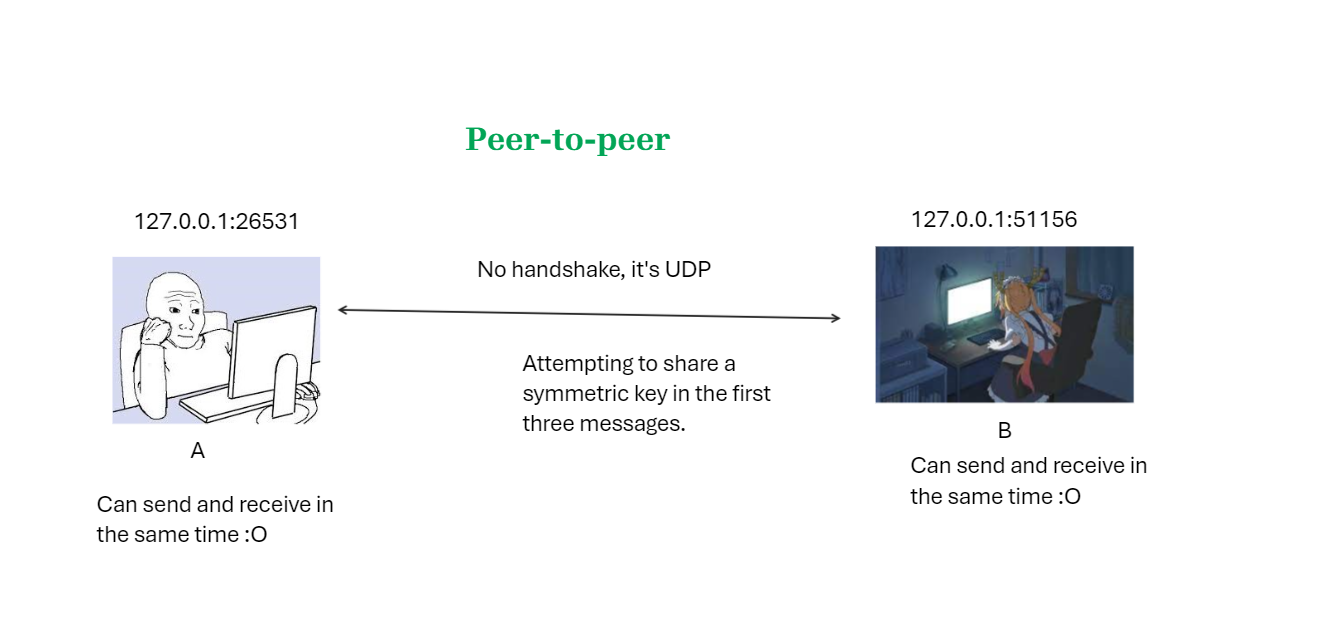 Peer-to-peer
127.0.0.1:26531
127.0.0.1:51156
No handshake, it's UDP
Attempting to share a
symmetric key in the first
three messages.
A
Can send and receive in
the same time :O
B
Can send and receive in
the same time :O